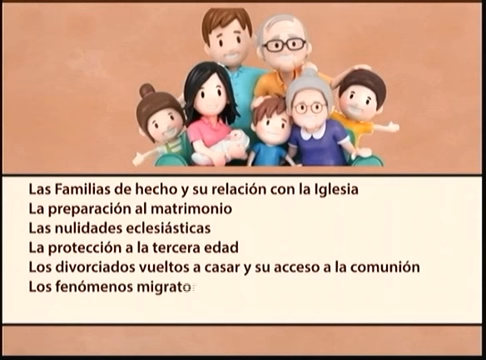 Las Familias de hecho y su relación con la Iglesia
La preparación al matrimonio
Las nulidades eclesiásticas
La protección a la tercera edad
Los divorciados vueltos a casar y su acceso a la comunión
Los fenómenos migrato